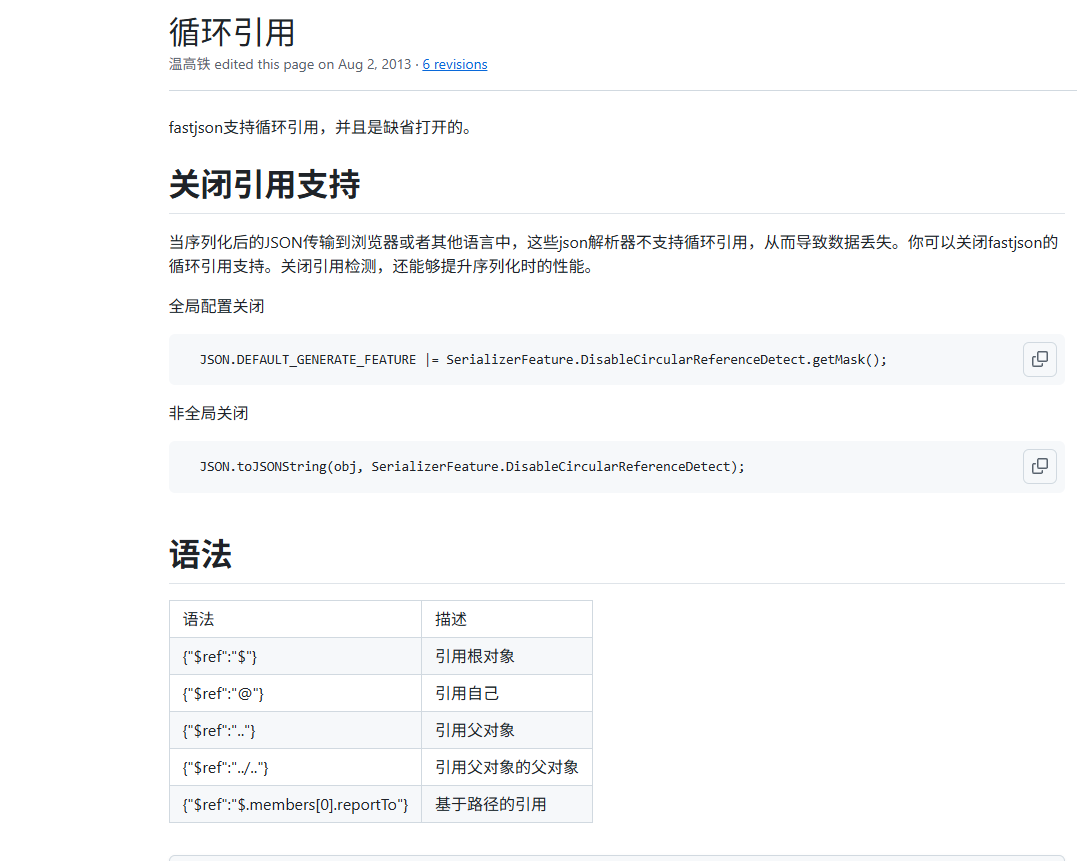 循环引用
温高铁 edited this page on Aug 2, 2013 · 6 revisions
fastjson支持循环引用，并且是缺省打开的。
关闭引用支持
当序列化后的JSON传输到浏览器或者其他语言中，这些json解析器不支持循环引用，从而导致数据丢失。你可以关闭fastjson的
循环引用支持。关闭引用检测，还能够提升序列化时的性能。
全局配置关闭
JSON.DEFAULT_GENERATE_FEATURE |= SerializerFeature.DisableCircularReferenceDetect.getMask();
非全局关闭
JSON.toJSONString(obj, SerializerFeature.DisableCircularReferenceDetect);
语法
语法 描述
{"$ref":"$"} 引用根对象
{"$ref":"@"} 引用自己
{"$ref":".."} 引用父对象
{"$ref":"../.."} 引用父对象的父对象
{"$ref":"$.members[0].reportTo"} 基于路径的引用